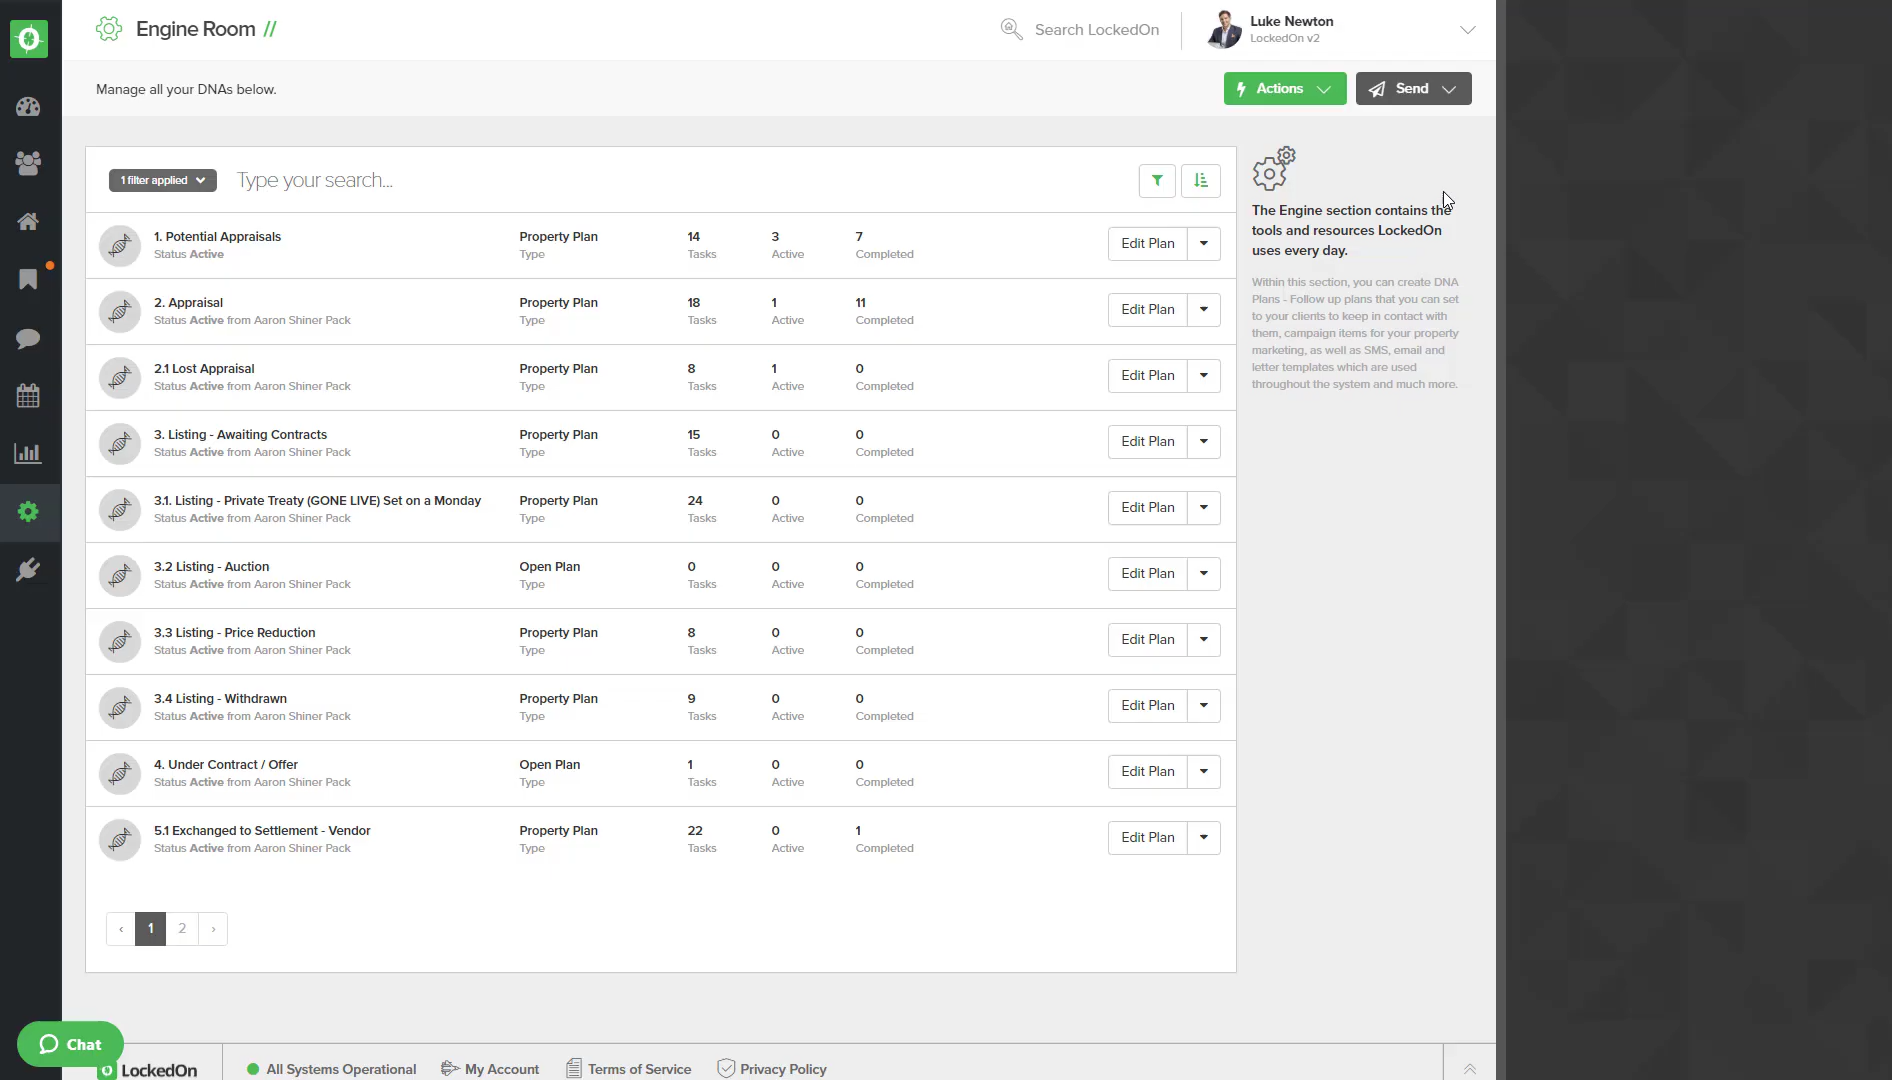 Engine Room //
Search LockedOn
Luke Newton
LockedOn v2
Manage all your DNAs below.
Actions
Send
1 filter applied
Type your search...
1. Potential Appraisals
Status Active
Property Plan
Type
14
Tasks
3
Active
7
Completed
Edit Plan
2. Appraisal
Status Active from Aaron Shiner Pack
Property Plan
Type
18
Tasks
1
Active
11
Completed
Edit Plan
2.1 Lost Appraisal
Status Active from Aaron Shiner Pack
Property Plan
Type
8
Tasks
1
Active
0
Completed
Edit Plan
3. Listing - Awaiting Contracts
Status Active from Aaron Shiner Pack
Property Plan
Type
15
Tasks
0
Active
0
Completed
Edit Plan
3.1. Listing - Private Treaty (GONE LIVE) Set on a Monday
Status Active from Aaron Shiner Pack
Property Plan
Type
24
Tasks
0
Active
0
Completed
Edit Plan
3.2 Listing - Auction
Status Active from Aaron Shiner Pack
Open Plan
Type
0
Tasks
0
Active
0
Completed
Edit Plan
3.3 Listing - Price Reduction
Status Active from Aaron Shiner Pack
Property Plan
Type
8
Tasks
0
Active
0
Completed
Edit Plan
3.4 Listing - Withdrawn
Status Active from Aaron Shiner Pack
Property Plan
Type
9
Tasks
0
Active
0
Completed
Edit Plan
4. Under Contract / Offer
Status Active from Aaron Shiner Pack
Open Plan
Type
1
Tasks
0
Active
0
Completed
Edit Plan
5.1 Exchanged to Settlement - Vendor
Status Active from Aaron Shiner Pack
Property Plan
Type
22
Tasks
0
Active
1
Completed
Edit Plan
‹ 1 2 ›
The Engine section contains the
tools and resources LockedOn
uses every day.
Within this section, you can create DNA
Plans - Follow up plans that you can set
to your clients to keep in contact with
them, campaign items for your property
marketing, as well as SMS, email and
letter templates which are used
throughout the system and much more.
Chat
LockedOn
All Systems Operational
My Account
Terms of Service
Privacy Policy